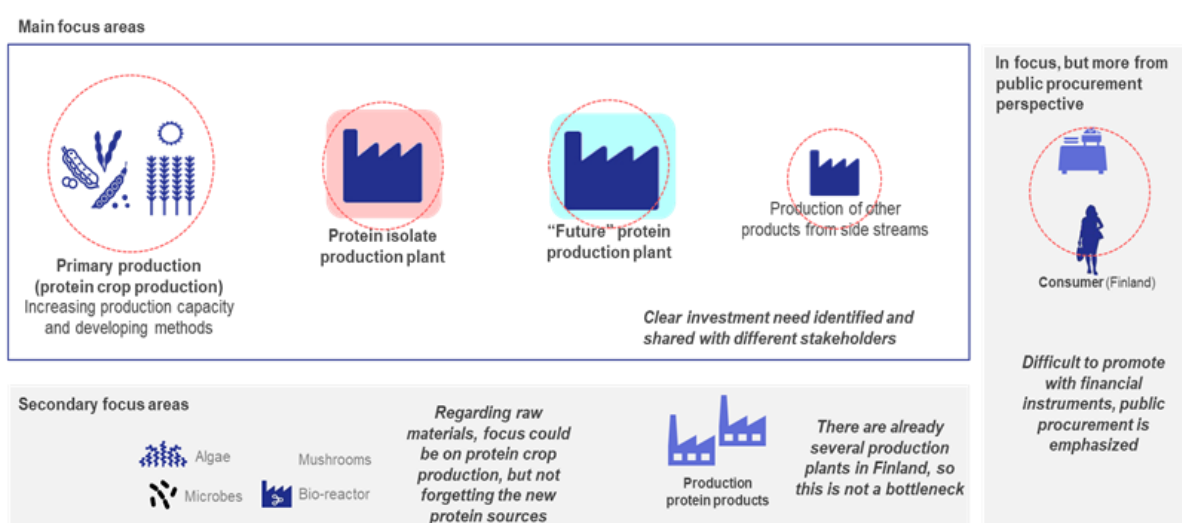 Main focus areas
Primary production
(protein crop production)
Increasing production capacity
and developing methods
Protein isolate
production plant
“Future” protein
production plant
Production of other
products from side streams
Clear investment need identified and
shared with different stakeholders
In focus, but more from
public procurement
perspective
Consumer (Finland)
Difficult to promote
with financial
instruments, public
procurement is
emphasized
Secondary focus areas
Algae
Mushrooms
Microbes
Bio-reactor
Regarding raw
materials, focus could
be on protein crop
production, but not
forgetting the new
protein sources
Production
protein products
There are already
several production
plants in Finland, so
this is not a bottleneck